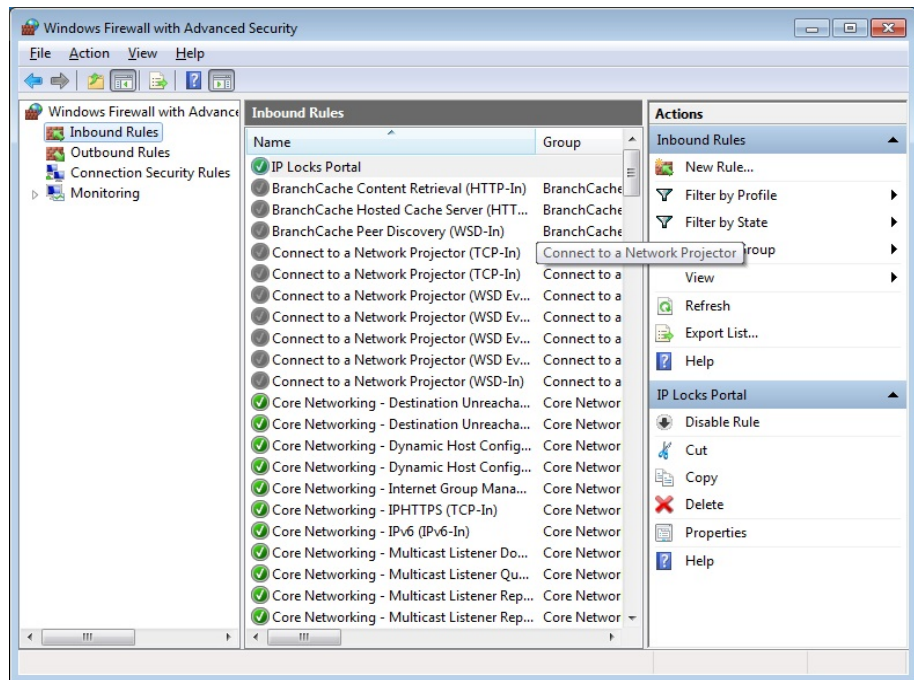 Windows Firewall with Advanced Security
File Action View Help
Windows Firewall with Advance
Inbound Rules
Outbound Rules
Connection Security Rules
Monitoring
Inbound Rules
Name Group
IP Locks Portal
BranchCache Content Retrieval (HTTP-In) BranchCache
BranchCache Hosted Cache Server (HTT... BranchCache
BranchCache Peer Discovery (WSD-In) BranchCache
Connect to a Network Projector (TCP-In)
Connect to a Network Projector
Connect to a Network Projector (TCP-In) Connect to a
Connect to a Network Projector (WSD Ev... Connect to a
Connect to a Network Projector (WSD Ev... Connect to a
Connect to a Network Projector (WSD Ev... Connect to a
Connect to a Network Projector (WSD Ev... Connect to a
Connect to a Network Projector (WSD-In) Connect to a
Core Networking - Destination Unreacha... Core Networ
Core Networking - Destination Unreacha... Core Networ
Core Networking - Dynamic Host Config... Core Networ
Core Networking - Dynamic Host Config... Core Networ
Core Networking - Internet Group Mana... Core Networ
Core Networking - IPHTTPS (TCP-In) Core Networ
Core Networking - IPv6 (IPv6-In) Core Networ
Core Networking - Multicast Listener Do... Core Networ
Core Networking - Multicast Listener Qu... Core Networ
Core Networking - Multicast Listener Rep... Core Networ
Core Networking - Multicast Listener Rep... Core Networ
Actions
Inbound Rules
New Rule...
Filter by Profile
Filter by State
roup
View
Refresh
Export List...
Help
IP Locks Portal
Disable Rule
Cut
Copy
Delete
Properties
Help